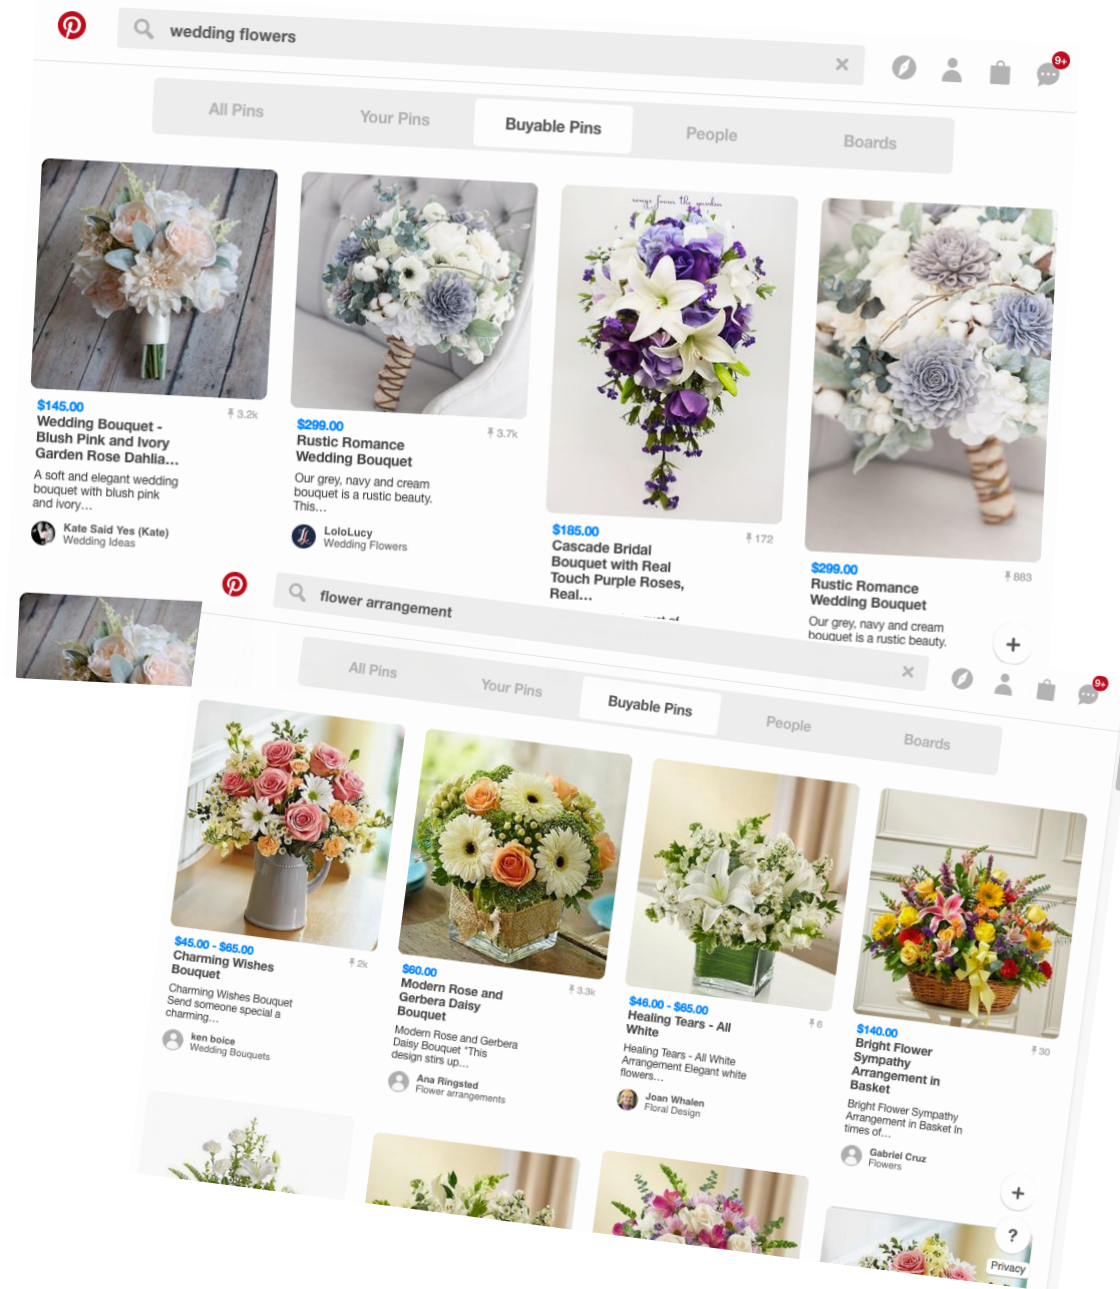 wedding flowers
9+
All Pins
Your Pins
Buyable Pins
People
Boards
$145.00
3.2k
Wedding Bouquet -
Blush Pink and Ivory
Garden Rose Dahlia...
A soft and elegant wedding
bouquet with blush pink
and ivory...
Kate Said Yes (Kate)
Wedding Ideas
$299.00
3.7k
Rustic Romance
Wedding Bouquet
Our grey, navy and cream
bouquet is a rustic beauty.
This...
LoloLucy
Wedding Flowers
songs from the garden
$185.00
172
Cascade Bridal
Bouquet with Real
Touch Purple Roses,
Real...
$299.00
883
Rustic Romance
Wedding Bouquet
Our grey, navy and cream
bouquet is a rustic beauty.
flower arrangement
9+
All Pins
Your Pins
Buyable Pins
People
Boards
$45.00 - $65.00
2k
Charming Wishes
Bouquet
Charming Wishes Bouquet
Send someone special a
charming...
ken boice
Wedding Bouquets
$60.00
3.3k
Modern Rose and
Gerbera Daisy
Bouquet
Modern Rose and Gerbera
Daisy Bouquet "This
design stirs up...
Ana Ringsted
Flower arrangements
$46.00 - $65.00
6
Healing Tears - All
White
Healing Tears - All White
Arrangement Elegant white
flowers...
Joan Whalen
Floral Design
$140.00
30
Bright Flower
Sympathy
Arrangement in
Basket
Bright Flower Sympathy
Arrangement in Basket In
times of...
Gabriel Cruz
Flowers
+
+
?
Privacy